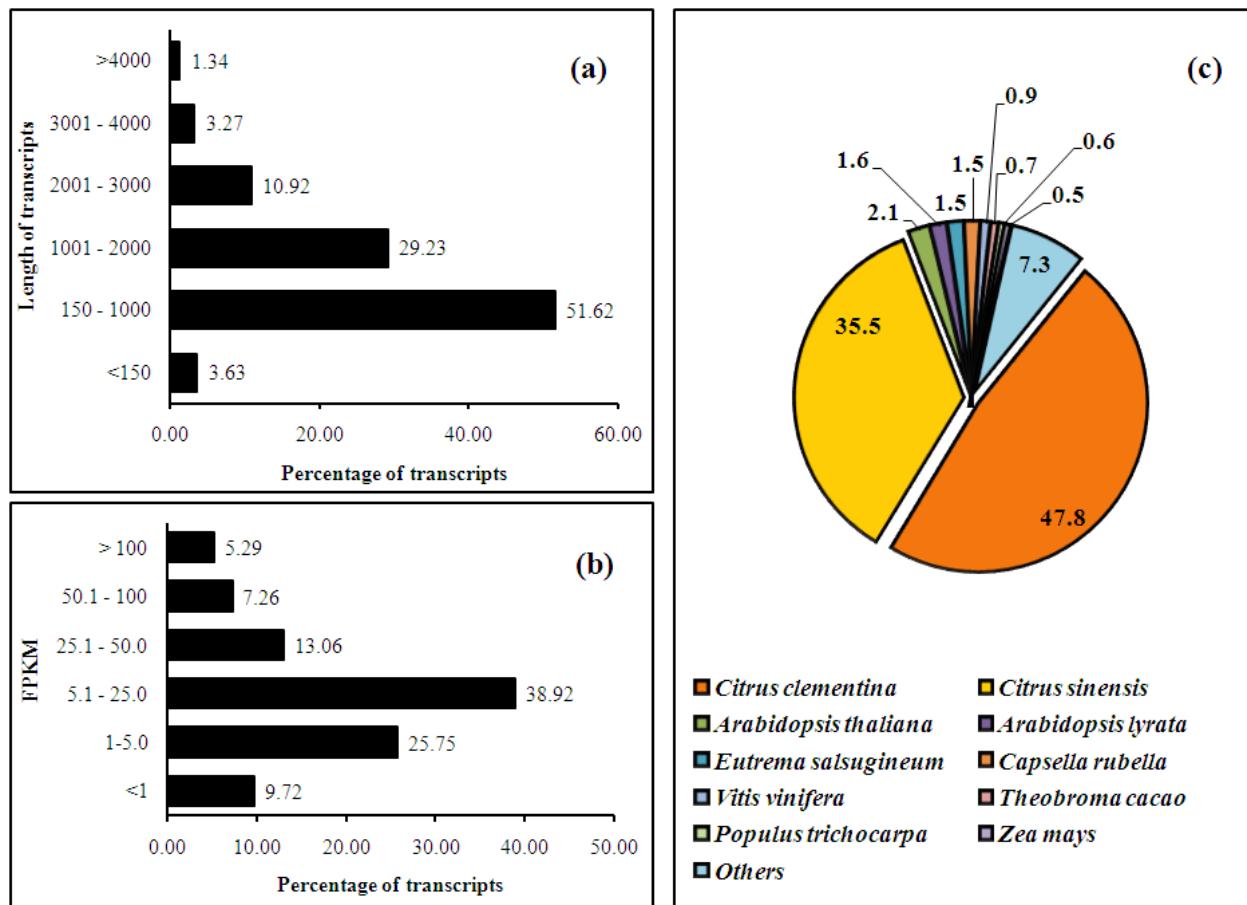 (a)
Length of transcripts
>4000 1.34
3001 - 4000 3.27
2001 - 3000 10.92
1001 - 2000 29.23
150 - 1000 51.62
<150 3.63
0.00 20.00 40.00 60.00
Percentage of transcripts
(b)
FPKM
> 100 5.29
50.1 - 100 7.26
25.1 - 50.0 13.06
5.1 - 25.0 38.92
1-5.0 25.75
<1 9.72
0.00 10.00 20.00 30.00 40.00 50.00
Percentage of transcripts
(c)
0.9
0.6
1.6 1.5 0.7
2.1 1.5 0.5
7.3
35.5
47.8
Citrus clementina Citrus sinensis
Arabidopsis thaliana Arabidopsis lyrata
Eutrema salsugineum Capsella rubella
Vitis vinifera Theobroma cacao
Populus trichocarpa Zea mays
Others